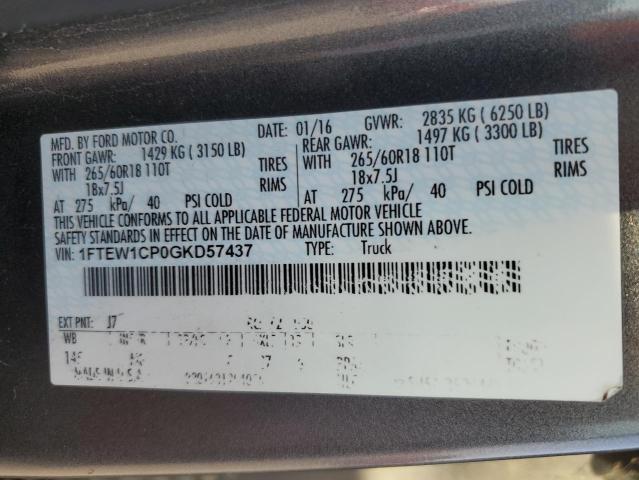 MFD. BY FORD MOTOR CO. DATE: 01/16 GVWR: 2835 KG ( 6250 LB)
FRONT GAWR: 1429 KG ( 3150 LB) REAR GAWR: 1497 KG ( 3300 LB)
WITH 265/60R18 110T TIRES WITH 265/60R18 110T TIRES
18x7.5J RIMS 18x7.5J RIMS
AT 275 kPa/ 40 PSI COLD AT 275 kPa/ 40 PSI COLD
THIS VEHICLE CONFORMS TO ALL APPLICABLE FEDERAL MOTOR VEHICLE
SAFETY STANDARDS IN EFFECT ON THE DATE OF MANUFACTURE SHOWN ABOVE.
VIN: 1FTEW1CP0GKD57437 TYPE: Truck
EXT PNT: J7
WB